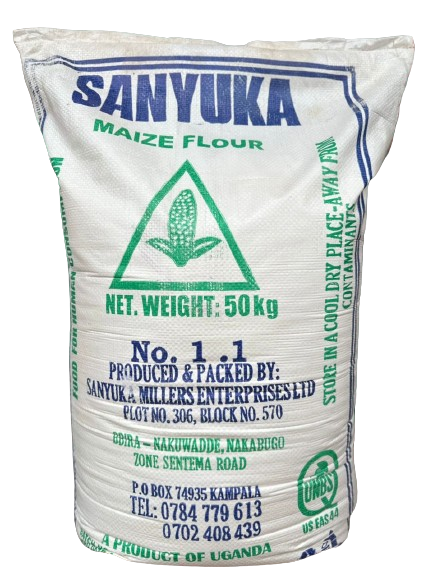 SANYUKA
MAIZE FLOUR
NET. WEIGHT: 50kg
No. 1.1
PRODUCED & PACKED BY:
SANYUKA MILLERS ENTERPRISES LTD
PLOT NO. 306, BLOCK NO. 570
BBIRA – NAKUWADDE, NAKABUGO
ZONE SENTEMA ROAD
P.O BOX 74935 KAMPALA
TEL: 0784 779 613
0702 408 439
A PRODUCT OF UGANDA
FOOD FOR HUMAN
STORE IN A COOL DRY PLACE-AWAY FROM
CONTAMINANTS
UNBS
US EAS 44